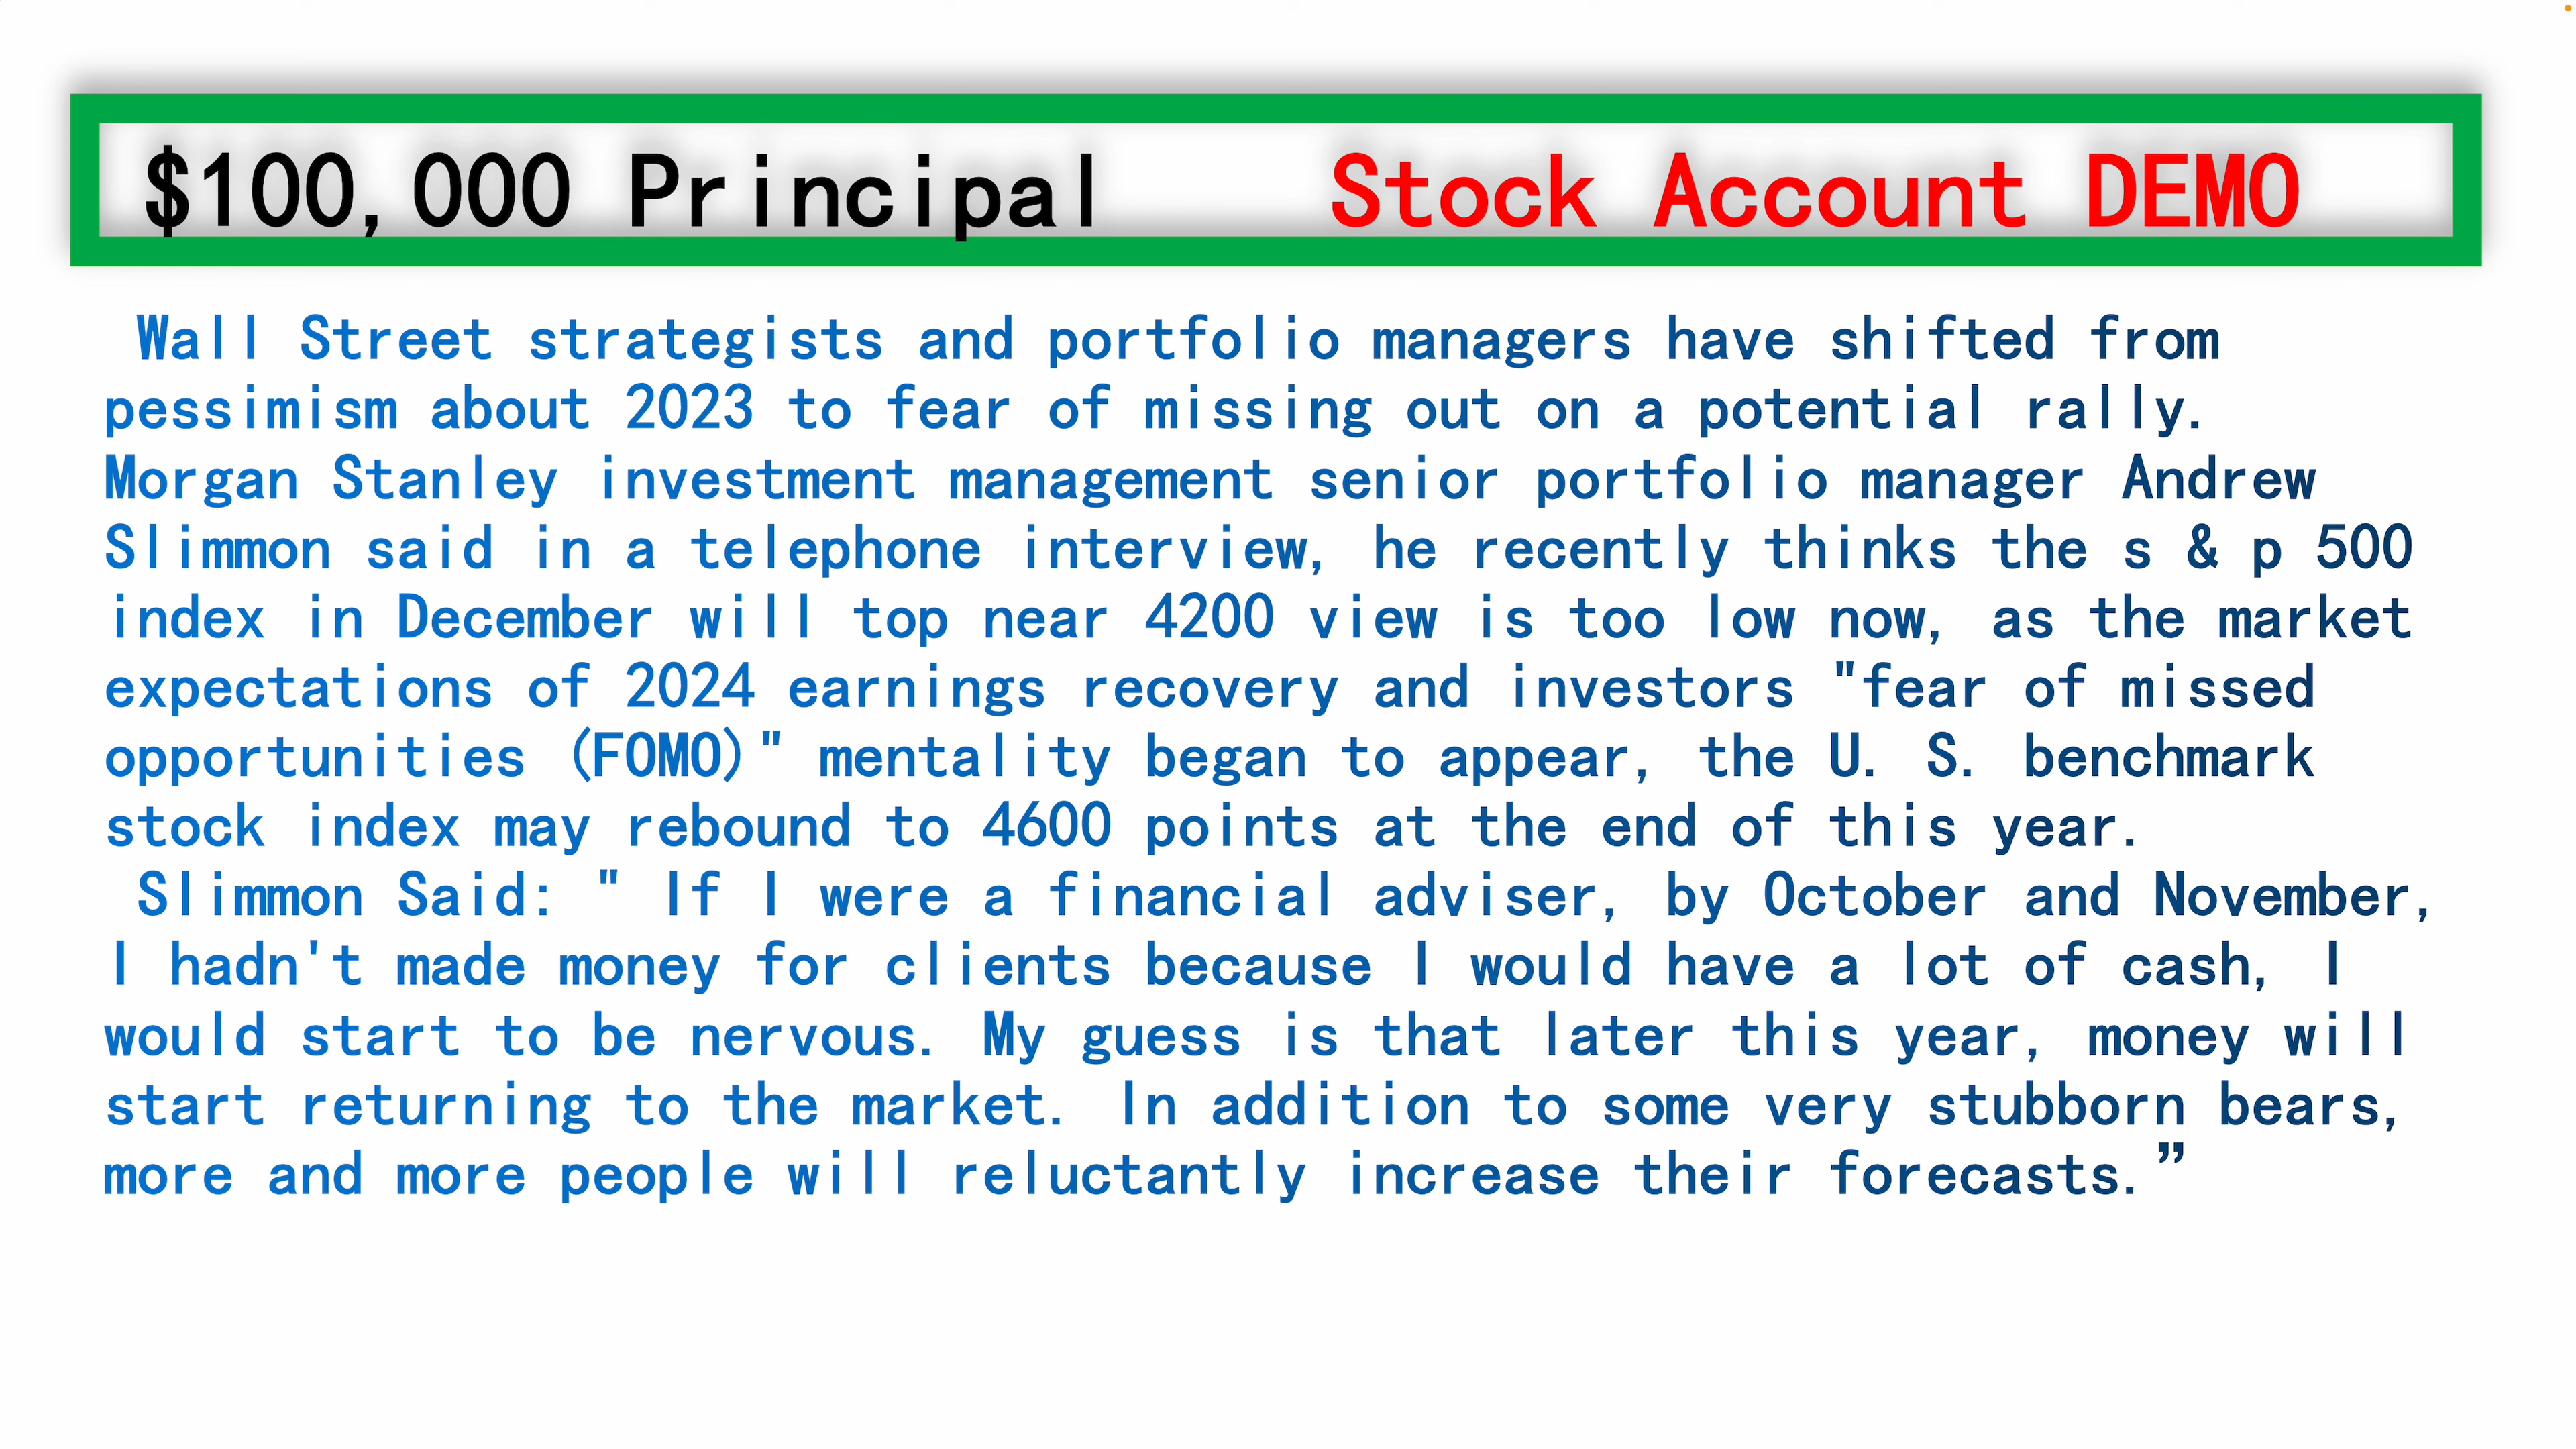 $100,000 Principal Stock Account DEMO
Wall Street strategists and portfolio managers have shifted from
pessimism about 2023 to fear of missing out on a potential rally.
Morgan Stanley investment management senior portfolio manager Andrew
Slimmon said in a telephone interview, he recently thinks the s & p 500
index in December will top near 4200 view is too low now, as the market
expectations of 2024 earnings recovery and investors "fear of missed
opportunities (FOMO)" mentality began to appear, the U. S. benchmark
stock index may rebound to 4600 points at the end of this year.
Slimmon Said: " If I were a financial adviser, by October and November,
I hadn't made money for clients because I would have a lot of cash, I
would start to be nervous. My guess is that later this year, money will
start returning to the market. In addition to some very stubborn bears,
more and more people will reluctantly increase their forecasts.”